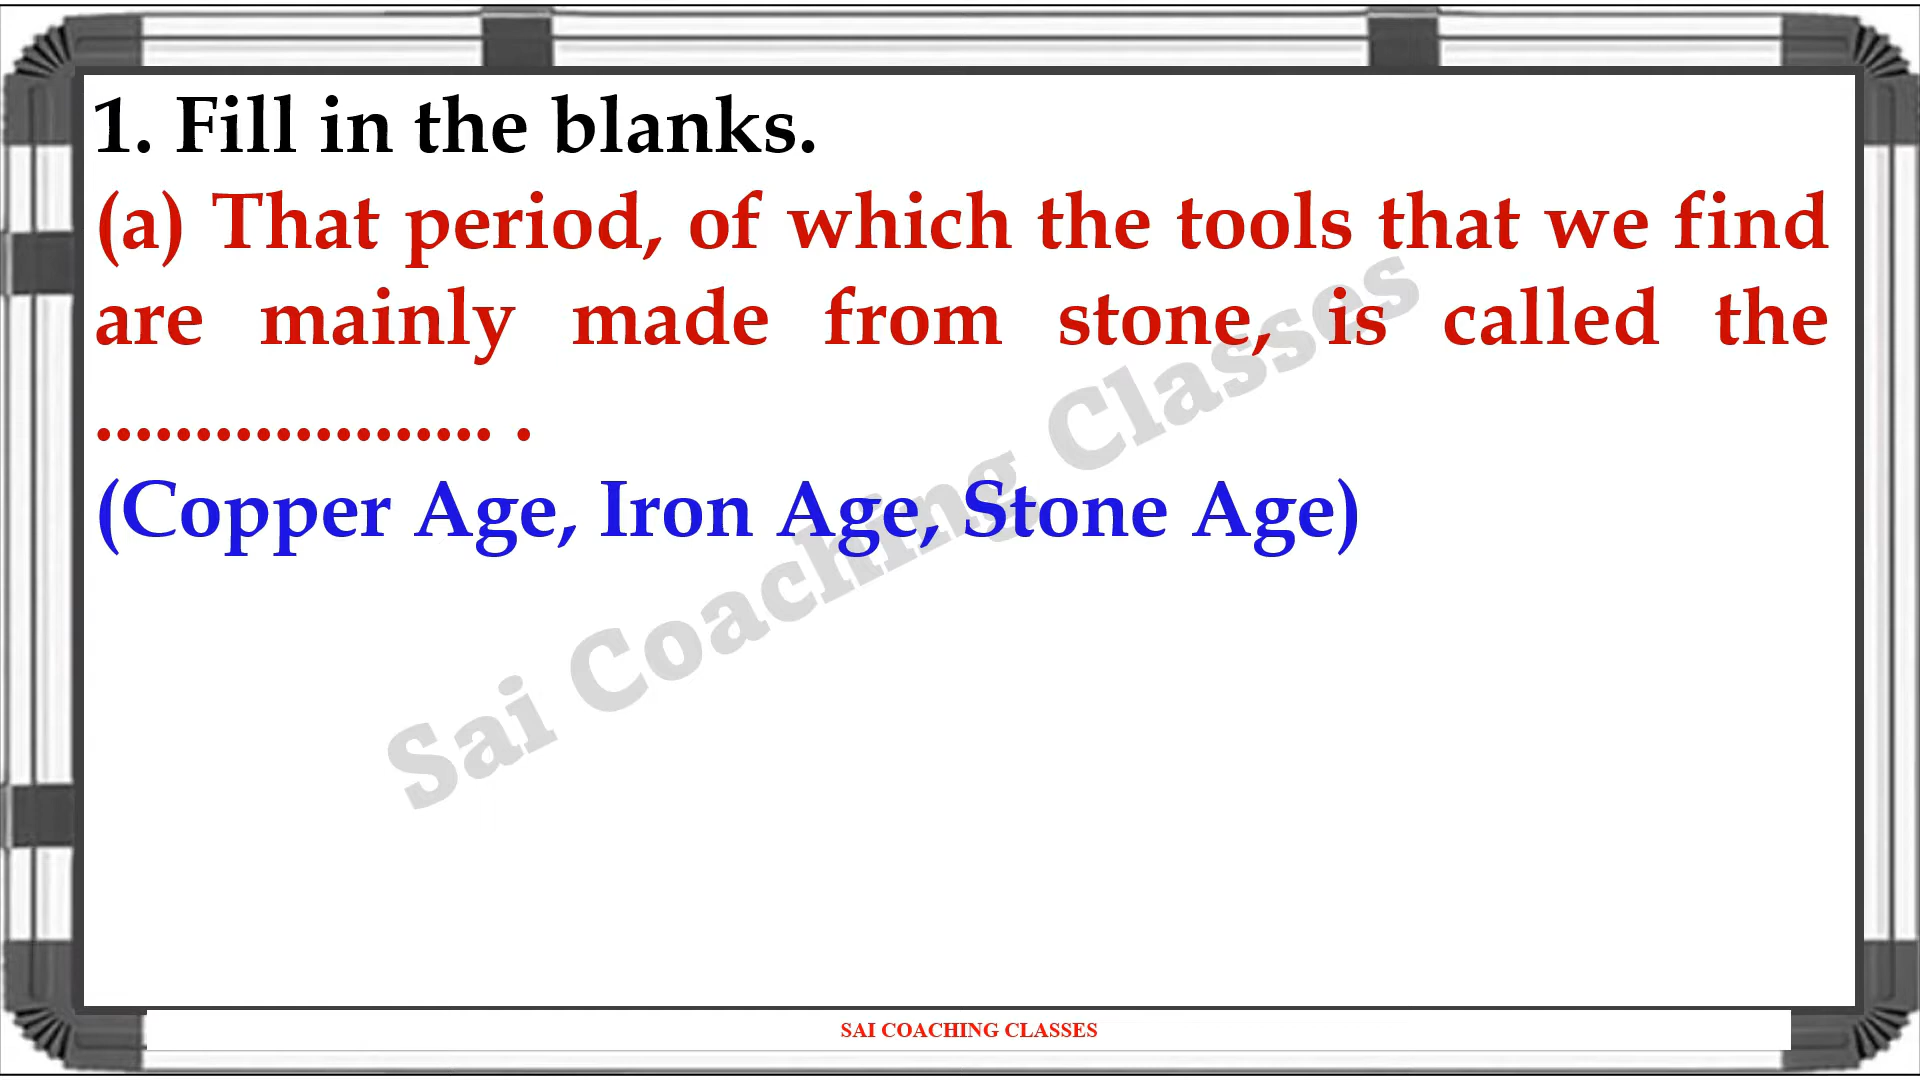 1. Fill in the blanks.
(a) That period, of which the tools that we find
are mainly made from stone, is called the
.................... .
(Copper Age, Iron Age, Stone Age)
Sai Coaching Classes
SAI COACHING CLASSES